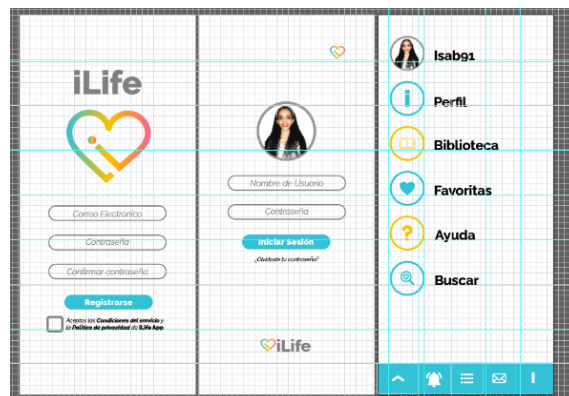 iLife
Correo Electronico
Contraseña
Confirmar contraseña
Registrarse
Aceptas las Condiciones del servicio y
la Política de privacidad de iLife App.
Nombre de Usuario
Contraseña
Iniciar Sesión
¿Olvidaste tu contraseña?
iLife
Isab91
Perfil
Biblioteca
Favoritas
Ayuda
Buscar